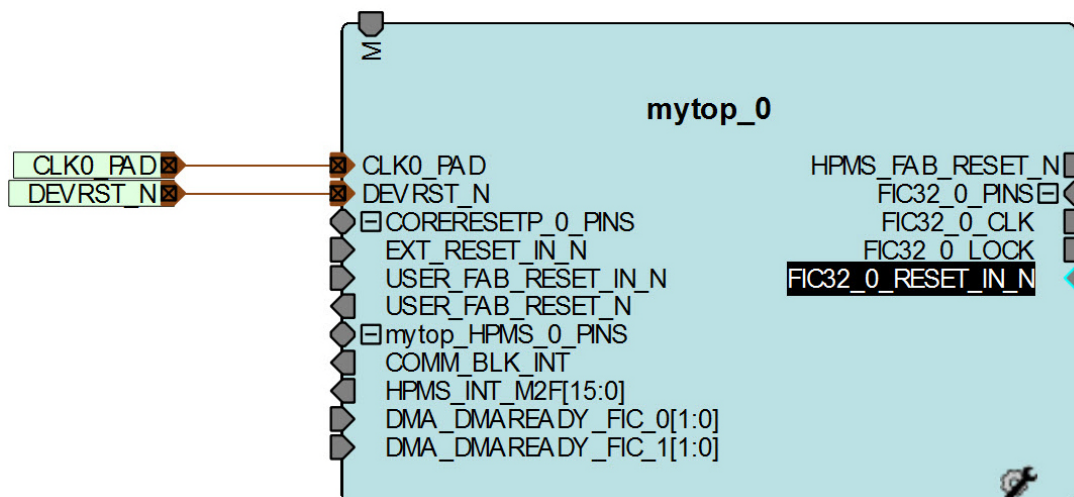 M
mytop_0
CLK0_PAD
DEVRST_N
CLK0_PAD
DEVRST_N
CORERESETP_0_PINS
EXT_RESET_IN_N
USER_FAB_RESET_IN_N
USER_FAB_RESET_N
mytop_HPMS_0_PINS
COMM_BLK_INT
HPMS_INT_M2F[15:0]
DMA_DMAREADY_FIC_0[1:0]
DMA_DMAREADY_FIC_1[1:0]
HPMS_FAB_RESET_N
FIC32_0_PINS
FIC32_0_CLK
FIC32_0_LOCK
FIC32_0_RESET_IN_N